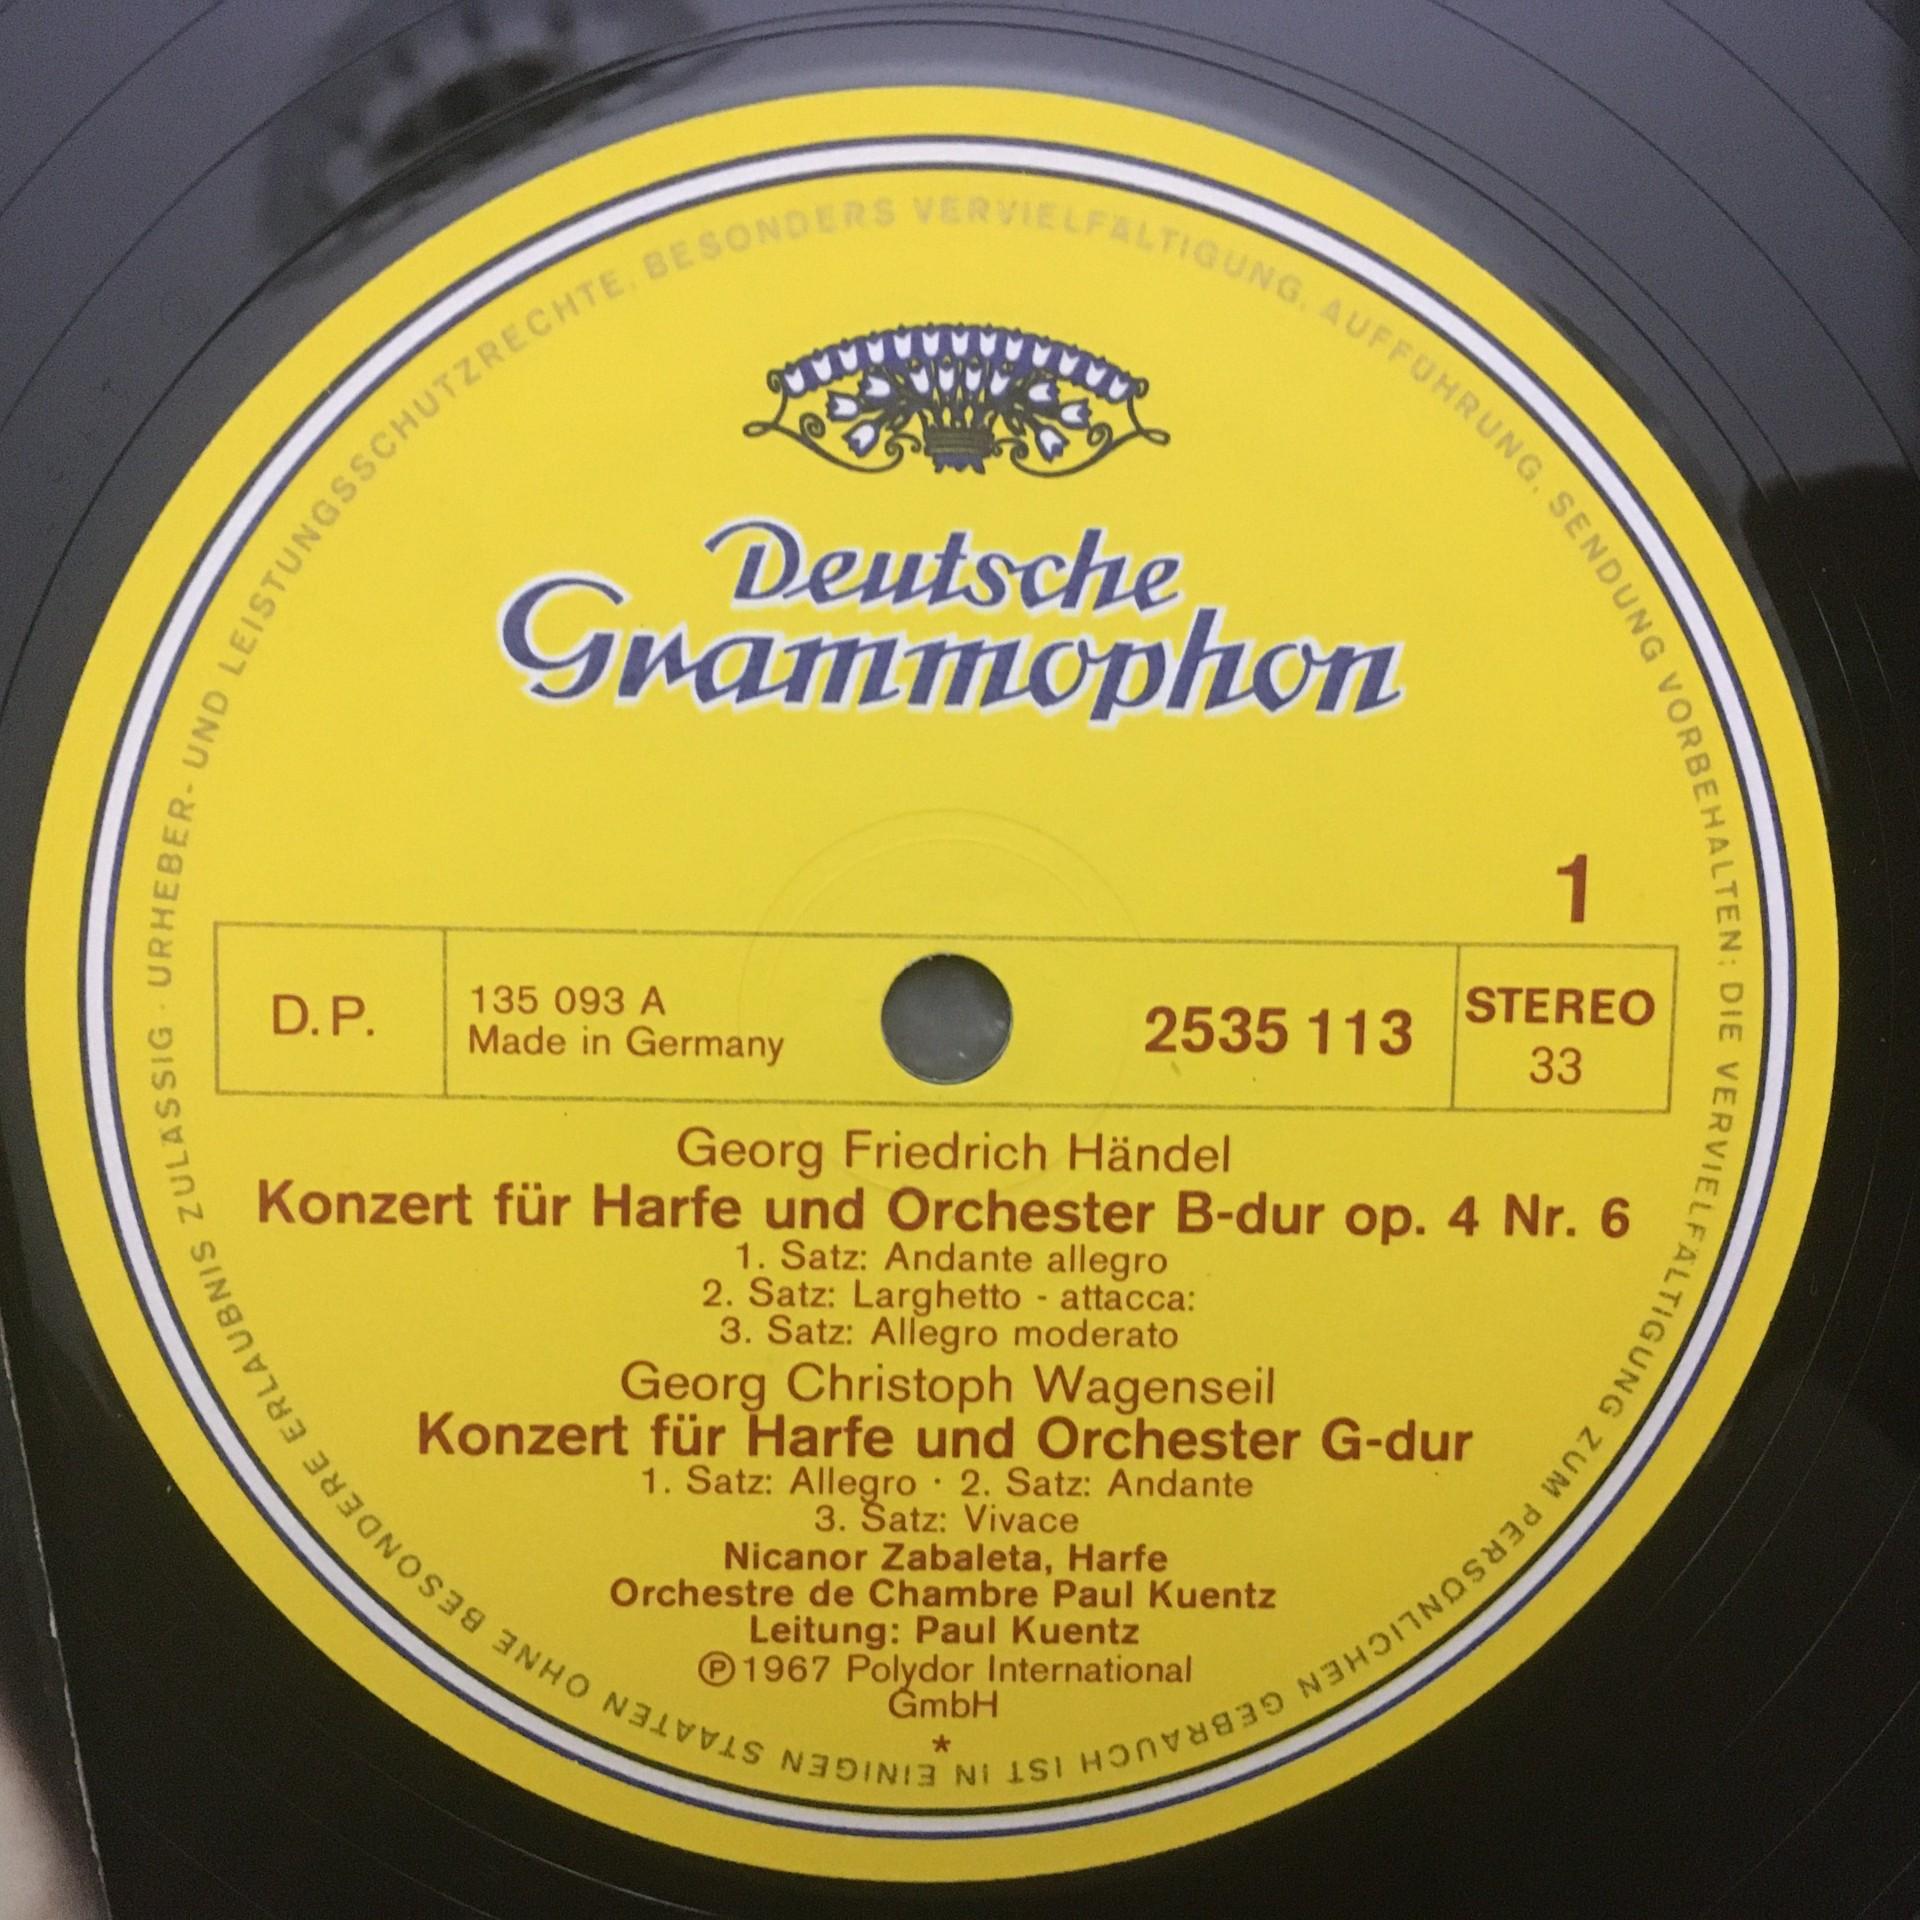 URHEBER- UND LEISTUNGSSCHUTZRECHTE, BESONDERS VERVIELFÄLTIGUNG, AUFFÜHRUNG, SENDUNG VORBEHALTEN: DIE VERVIELFÄLTIGUNG ZUM PERSÖNLICHEN GEBRAUCH IST IN EINIGEN STAATEN OHNE BESONDERE ERLAUBNIS ZULÄSSIG ·
Deutsche
Grammophon
1
D. P.
135 093 A
Made in Germany
2535 113
STEREO
33
Georg Friedrich Händel
Konzert für Harfe und Orchester B-dur op. 4 Nr. 6
1. Satz: Andante allegro
2. Satz: Larghetto - attacca:
3. Satz: Allegro moderato
Georg Christoph Wagenseil
Konzert für Harfe und Orchester G-dur
1. Satz: Allegro · 2. Satz: Andante
3. Satz: Vivace
Nicanor Zabaleta, Harfe
Orchestre de Chambre Paul Kuentz
Leitung: Paul Kuentz
Ⓟ 1967 Polydor International
GmbH
*